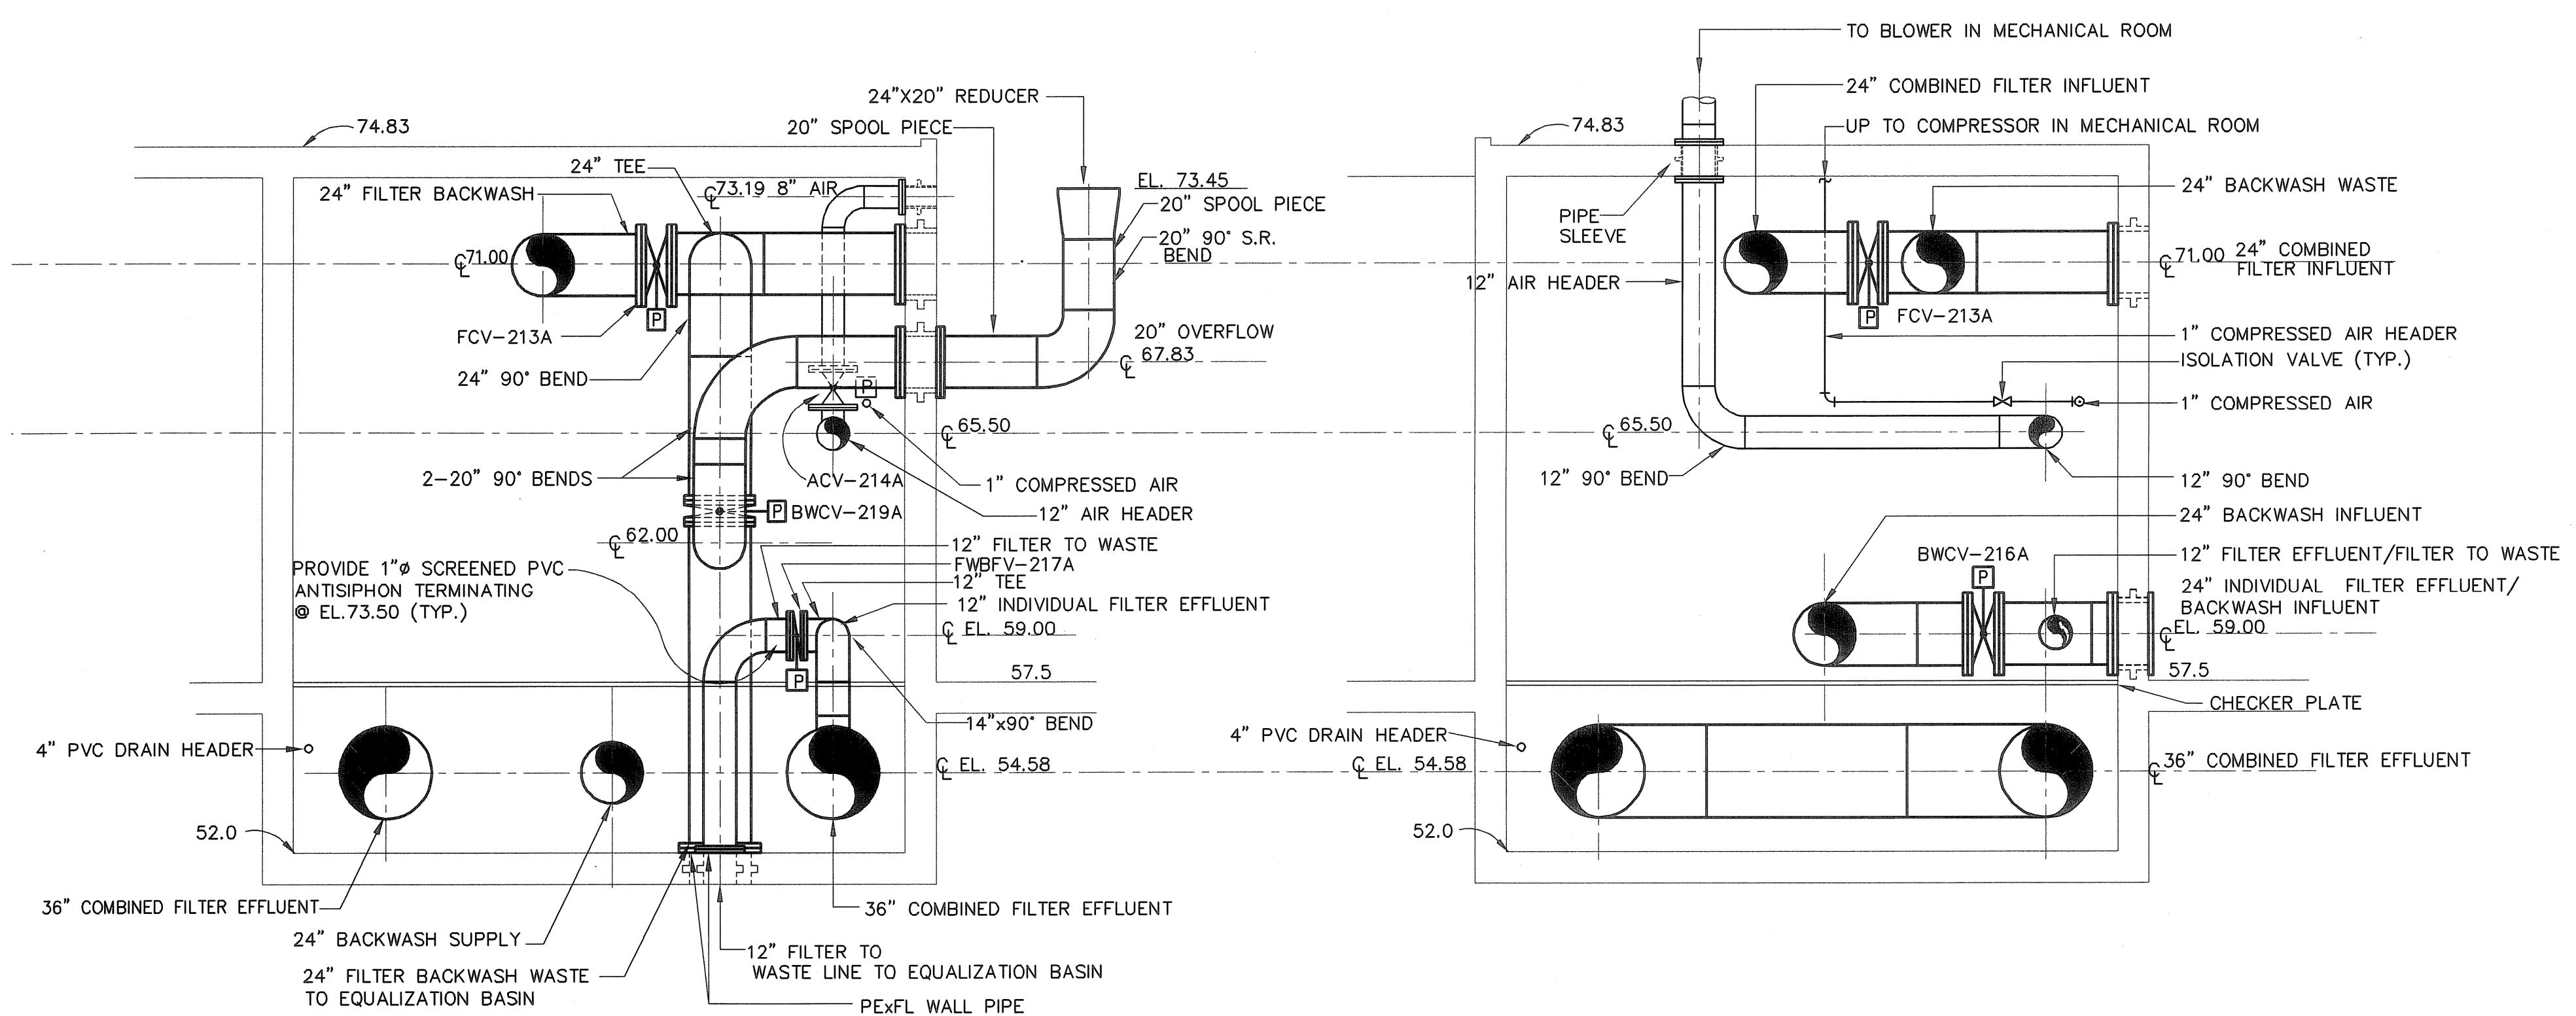 24"X20" REDUCER
20" SPOOL PIECE
74.83
24" TEE
24" FILTER BACKWASH
℄ 73.19 8" AIR
EL. 73.45
20" SPOOL PIECE
20" 90° S.R.
BEND
℄ 71.00
P
FCV-213A
24" 90° BEND
20" OVERFLOW
℄ 67.83
P
℄ 65.50
2-20" 90° BENDS
ACV-214A
1" COMPRESSED AIR
P
BWCV-219A
12" AIR HEADER
℄ 62.00
12" FILTER TO WASTE
FWBFV-217A
12" TEE
PROVIDE 1"ø SCREENED PVC
ANTISIPHON TERMINATING
@ EL.73.50 (TYP.)
12" INDIVIDUAL FILTER EFFLUENT
℄ EL. 59.00
P
57.5
14"x90° BEND
4" PVC DRAIN HEADER
℄ EL. 54.58
52.0
36" COMBINED FILTER EFFLUENT
36" COMBINED FILTER EFFLUENT
24" BACKWASH SUPPLY
12" FILTER TO
WASTE LINE TO EQUALIZATION BASIN
24" FILTER BACKWASH WASTE
TO EQUALIZATION BASIN
PExFL WALL PIPE
TO BLOWER IN MECHANICAL ROOM
24" COMBINED FILTER INFLUENT
74.83
UP TO COMPRESSOR IN MECHANICAL ROOM
24" BACKWASH WASTE
PIPE
SLEEVE
℄ 71.00 24" COMBINED
FILTER INFLUENT
12" AIR HEADER
P
FCV-213A
1" COMPRESSED AIR HEADER
ISOLATION VALVE (TYP.)
1" COMPRESSED AIR
℄ 65.50
12" 90° BEND
12" 90° BEND
24" BACKWASH INFLUENT
BWCV-216A
P
12" FILTER EFFLUENT/FILTER TO WASTE
24" INDIVIDUAL FILTER EFFLUENT/
BACKWASH INFLUENT
℄ EL. 59.00
57.5
CHECKER PLATE
4" PVC DRAIN HEADER
℄ EL. 54.58
℄ 36" COMBINED FILTER EFFLUENT
52.0